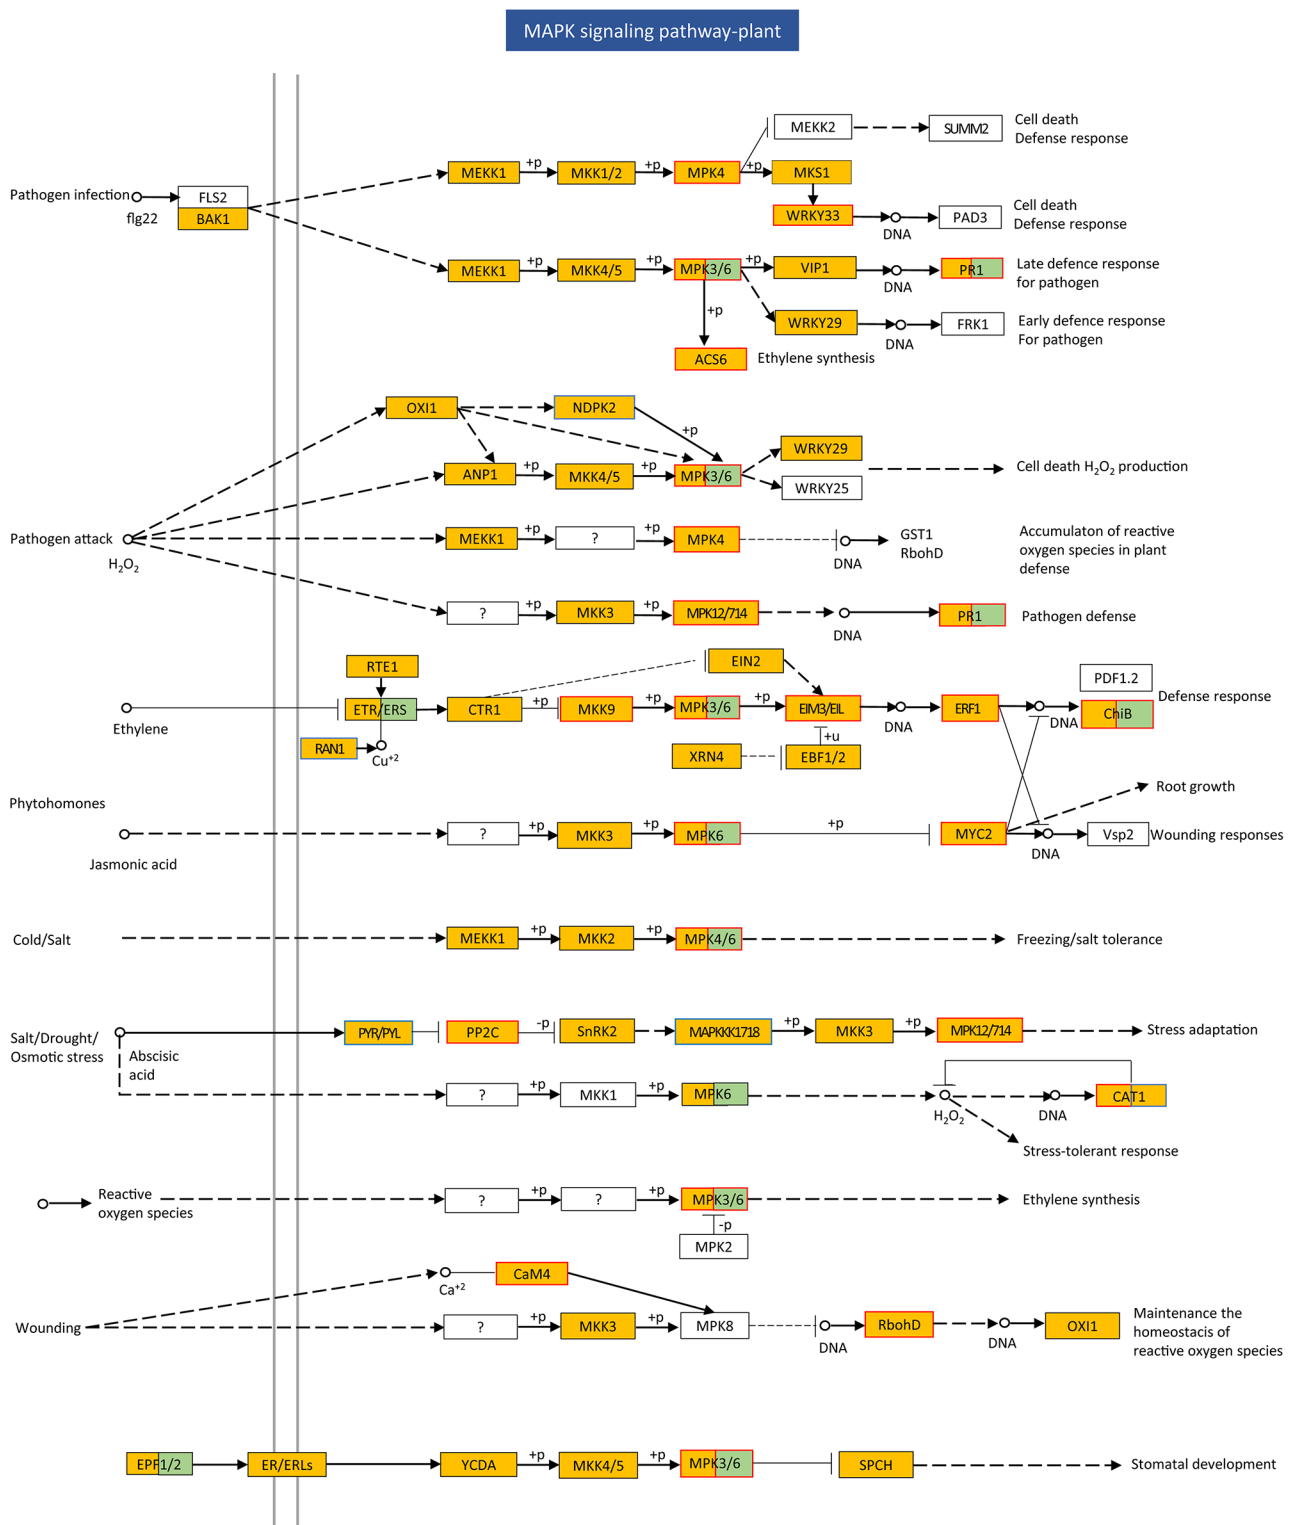 MAPK signaling pathway-plant
MEKK2
SUMM2
Cell death
Defense response
Pathogen infection
flg22
FLS2
BAK1
MEKK1
+p
MKK1/2
+p
MPK4
+p
MKS1
WRKY33
DNA
PAD3
Cell death
Defense response
MEKK1
+p
MKK4/5
+p
MPK3/6
+p
VIP1
DNA
PR1
Late defence response
for pathogen
+p
WRKY29
DNA
FRK1
Early defence response
For pathogen
ACS6
Ethylene synthesis
OXI1
NDPK2
+p
ANP1
+p
MKK4/5
+p
MPK3/6
WRKY29
WRKY25
Cell death H₂O₂ production
Pathogen attack
H₂O₂
MEKK1
+p
?
+p
MPK4
DNA
GST1
RbohD
Accumulaton of reactive
oxygen species in plant
defense
?
+p
MKK3
+p
MPK12/714
DNA
PR1
Pathogen defense
RTE1
EIN2
Ethylene
ETR/ERS
CTR1
+p
MKK9
+p
MPK3/6
+p
EIM3/EIL
DNA
ERF1
DNA
PDF1.2
ChiB
Defense response
RAN1
Cu⁺²
XRN4
+u
EBF1/2
Phytohomones
Root growth
Jasmonic acid
?
+p
MKK3
+p
MPK6
+p
MYC2
DNA
Vsp2
Wounding responses
Cold/Salt
MEKK1
+p
MKK2
+p
MPK4/6
Freezing/salt tolerance
Salt/Drought/
Osmotic stress
Abscisic
acid
PYR/PYL
PP2C
-p
SnRK2
MAPKKK1718
+p
MKK3
+p
MPK12/714
Stress adaptation
?
+p
MKK1
+p
MPK6
H₂O₂
DNA
CAT1
Stress-tolerant response
Reactive
oxygen species
?
+p
?
+p
MPK3/6
Ethylene synthesis
-p
MPK2
Wounding
Ca⁺²
CaM4
?
+p
MKK3
+p
MPK8
DNA
RbohD
DNA
OXI1
Maintenance the
homeostacis of
reactive oxygen species
EPF1/2
ER/ERLs
YCDA
+p
MKK4/5
+p
MPK3/6
SPCH
Stomatal development